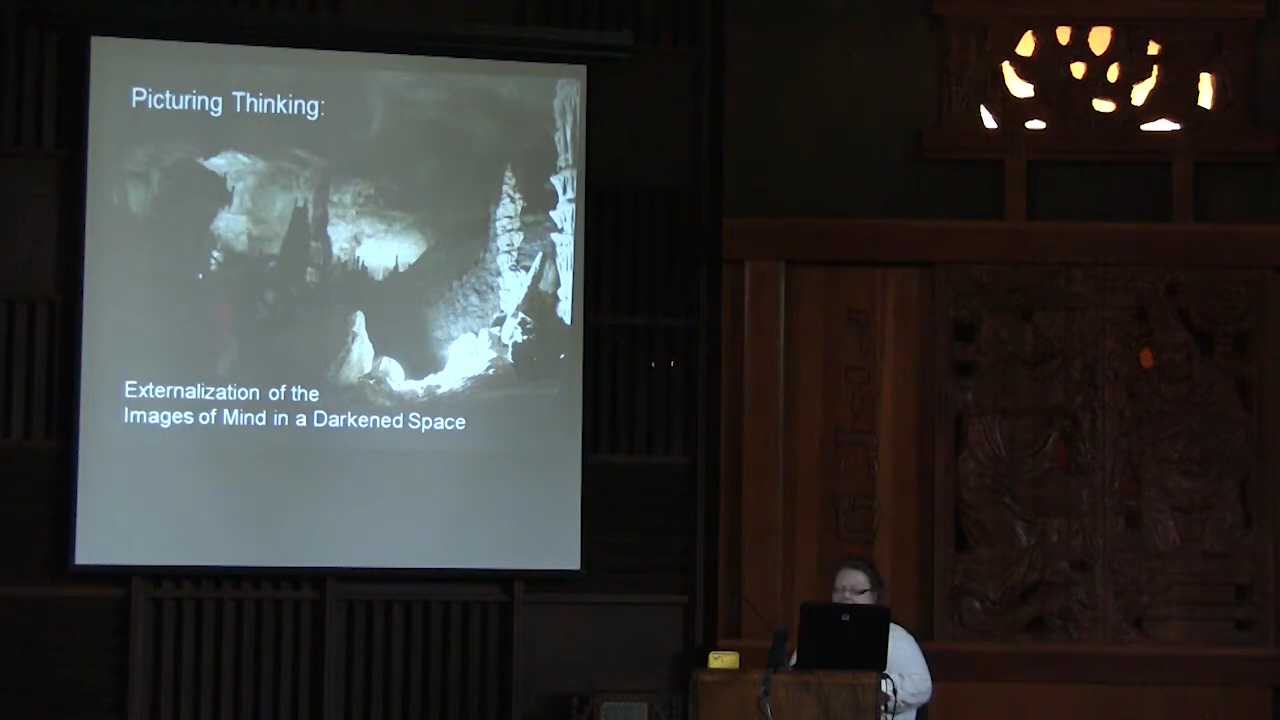 Picturing Thinking:
Externalization of the
Images of Mind in a Darkened Space